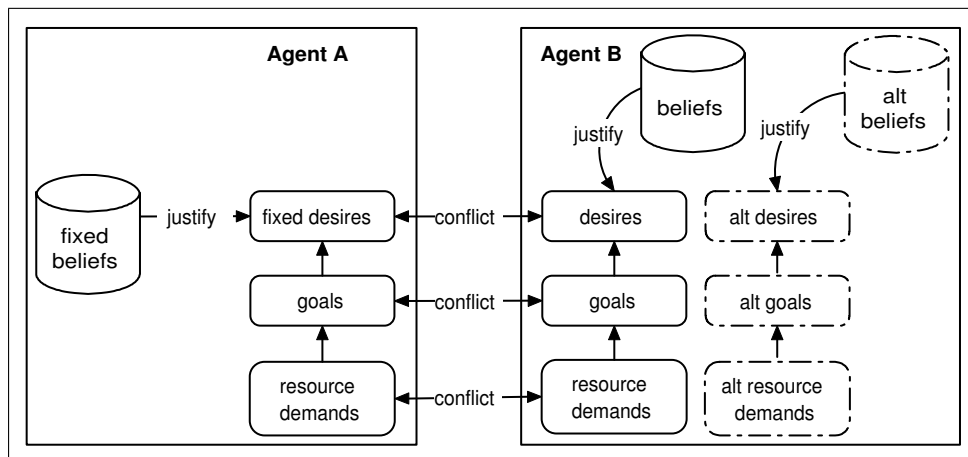 Agent A
fixed
beliefs
justify
fixed desires
goals
resource
demands
conflict
conflict
conflict
Agent B
beliefs
justify
desires
goals
resource
demands
alt
beliefs
justify
alt desires
alt goals
alt resource
demands